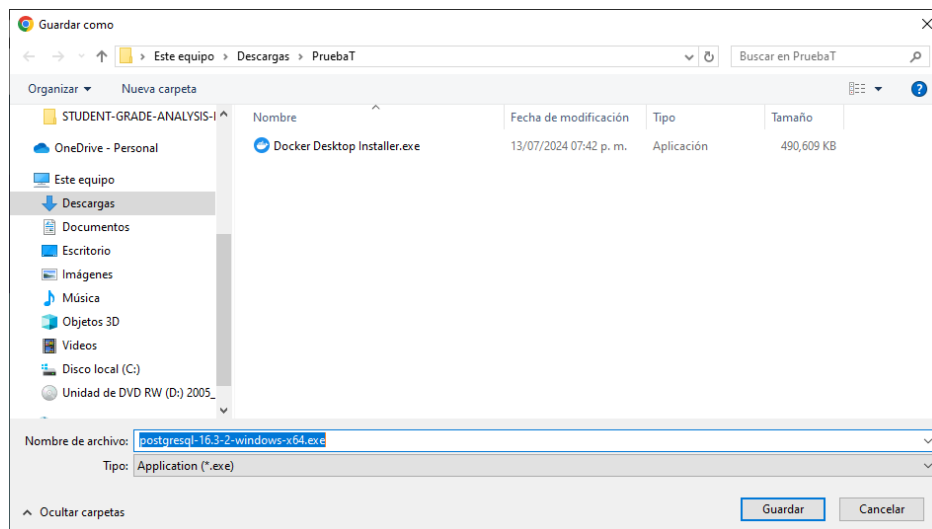 Guardar como
Este equipo > Descargas > PruebaT
Buscar en PruebaT
Organizar Nueva carpeta
STUDENT-GRADE-ANALYSIS-
Nombre Fecha de modificación Tipo Tamaño
OneDrive - Personal
Docker Desktop Installer.exe 13/07/2024 07:42 p. m. Aplicación 490,609 KB
Este equipo
Descargas
Documentos
Escritorio
Imágenes
Música
Objetos 3D
Videos
Disco local (C:)
Unidad de DVD RW (D:) 2005_
Nombre de archivo: postgresql-16.3-2-windows-x64.exe
Tipo: Application (*.exe)
Ocultar carpetas
Guardar Cancelar